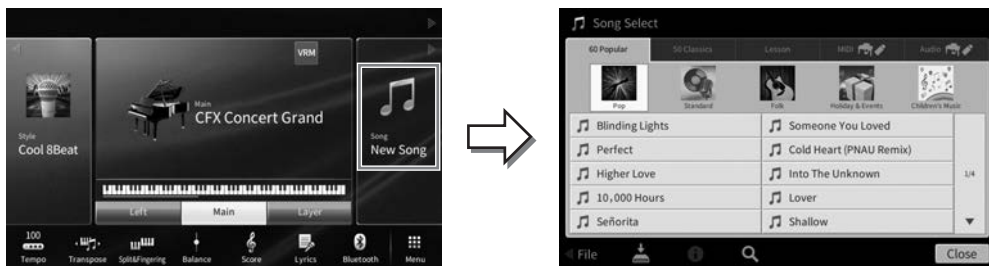 VRM
Style
Cool 8Beat
Main
CFX Concert Grand
Song
New Song
Left
Main
Layer
100
Tempo
Transpose
Split&Fingering
Balance
Score
Lyrics
Bluetooth
Menu
Song Select
60 Popular
50 Classics
Lesson
MIDI
Audio
Pop
Standard
Folk
Holiday & Events
Children's Music
Blinding Lights
Someone You Loved
Perfect
Cold Heart (PNAU Remix)
Higher Love
Into The Unknown
1/4
10,000 Hours
Lover
Señorita
Shallow
File
Close